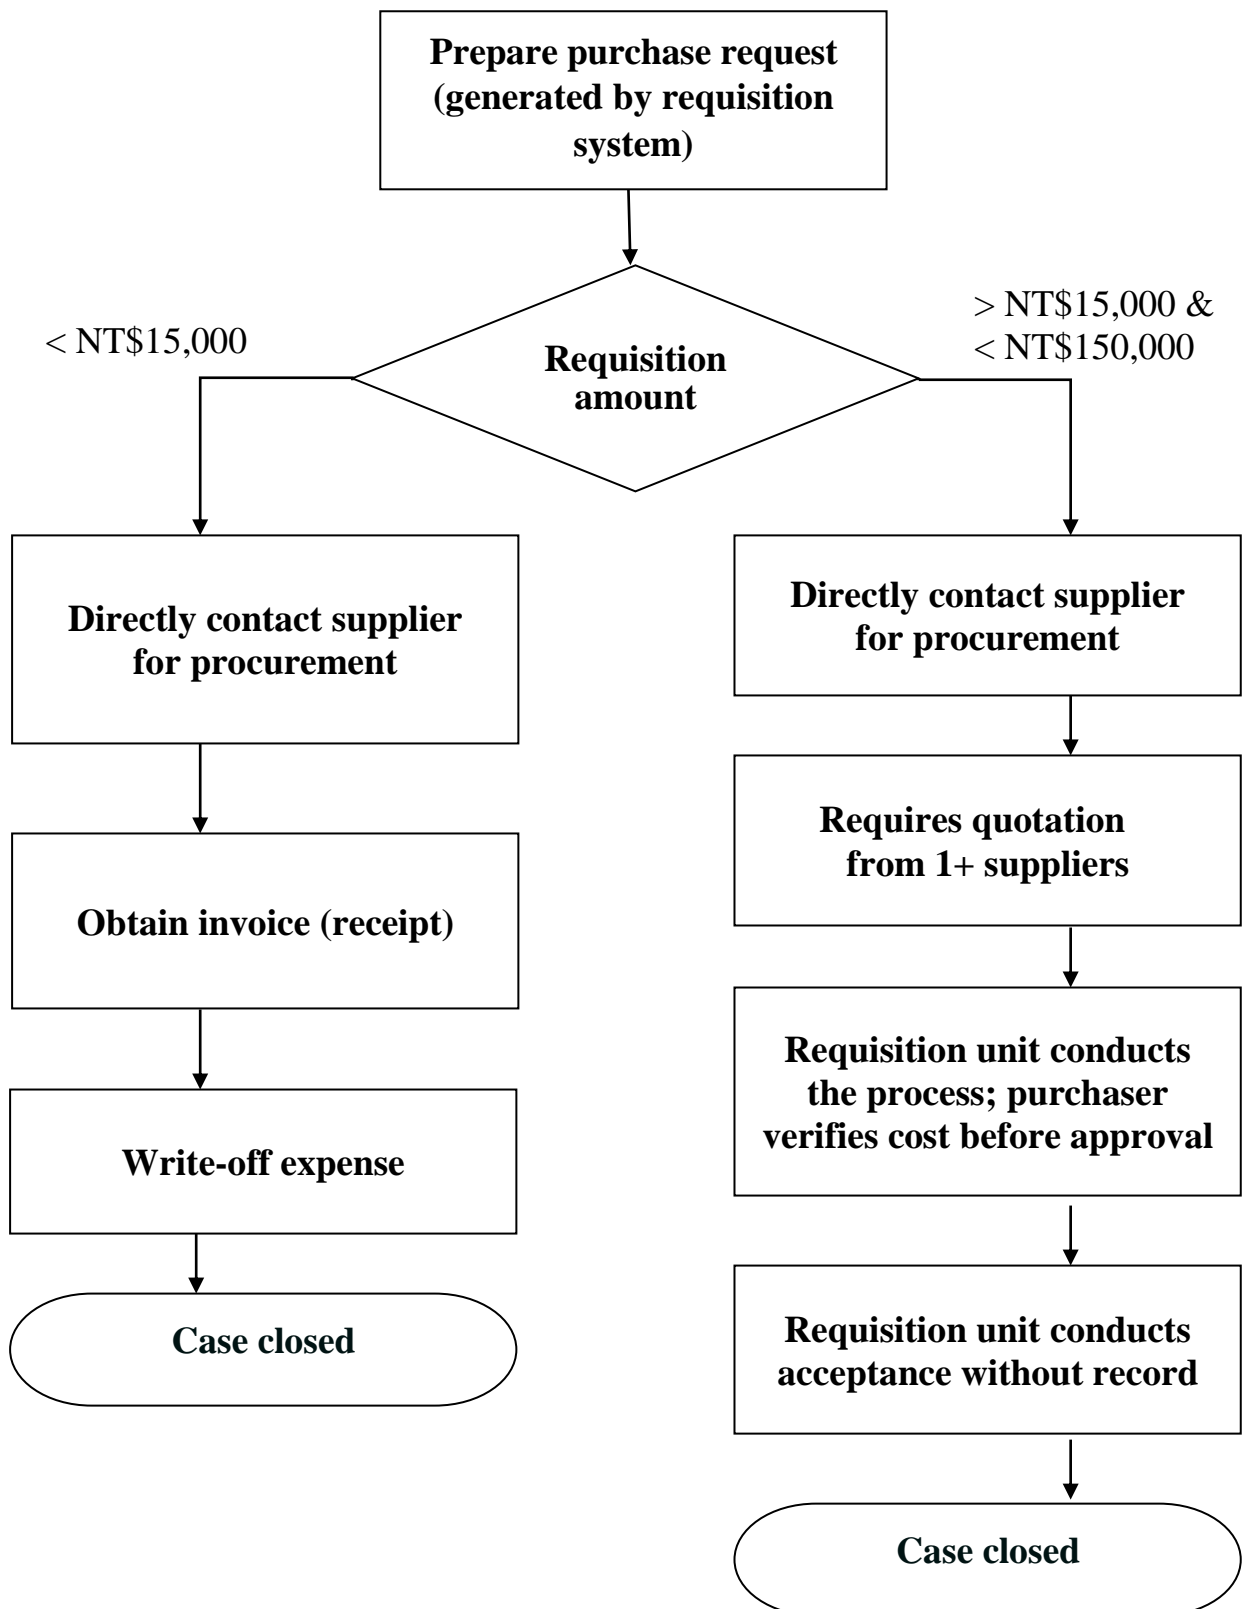 Prepare purchase request
(generated by requisition
system)
< NT$15,000
> NT$15,000 &
< NT$150,000
Requisition
amount
Directly contact supplier
for procurement
Obtain invoice (receipt)
Write-off expense
Case closed
Directly contact supplier
for procurement
Requires quotation
from 1+ suppliers
Requisition unit conducts
the process; purchaser
verifies cost before approval
Requisition unit conducts
acceptance without record
Case closed